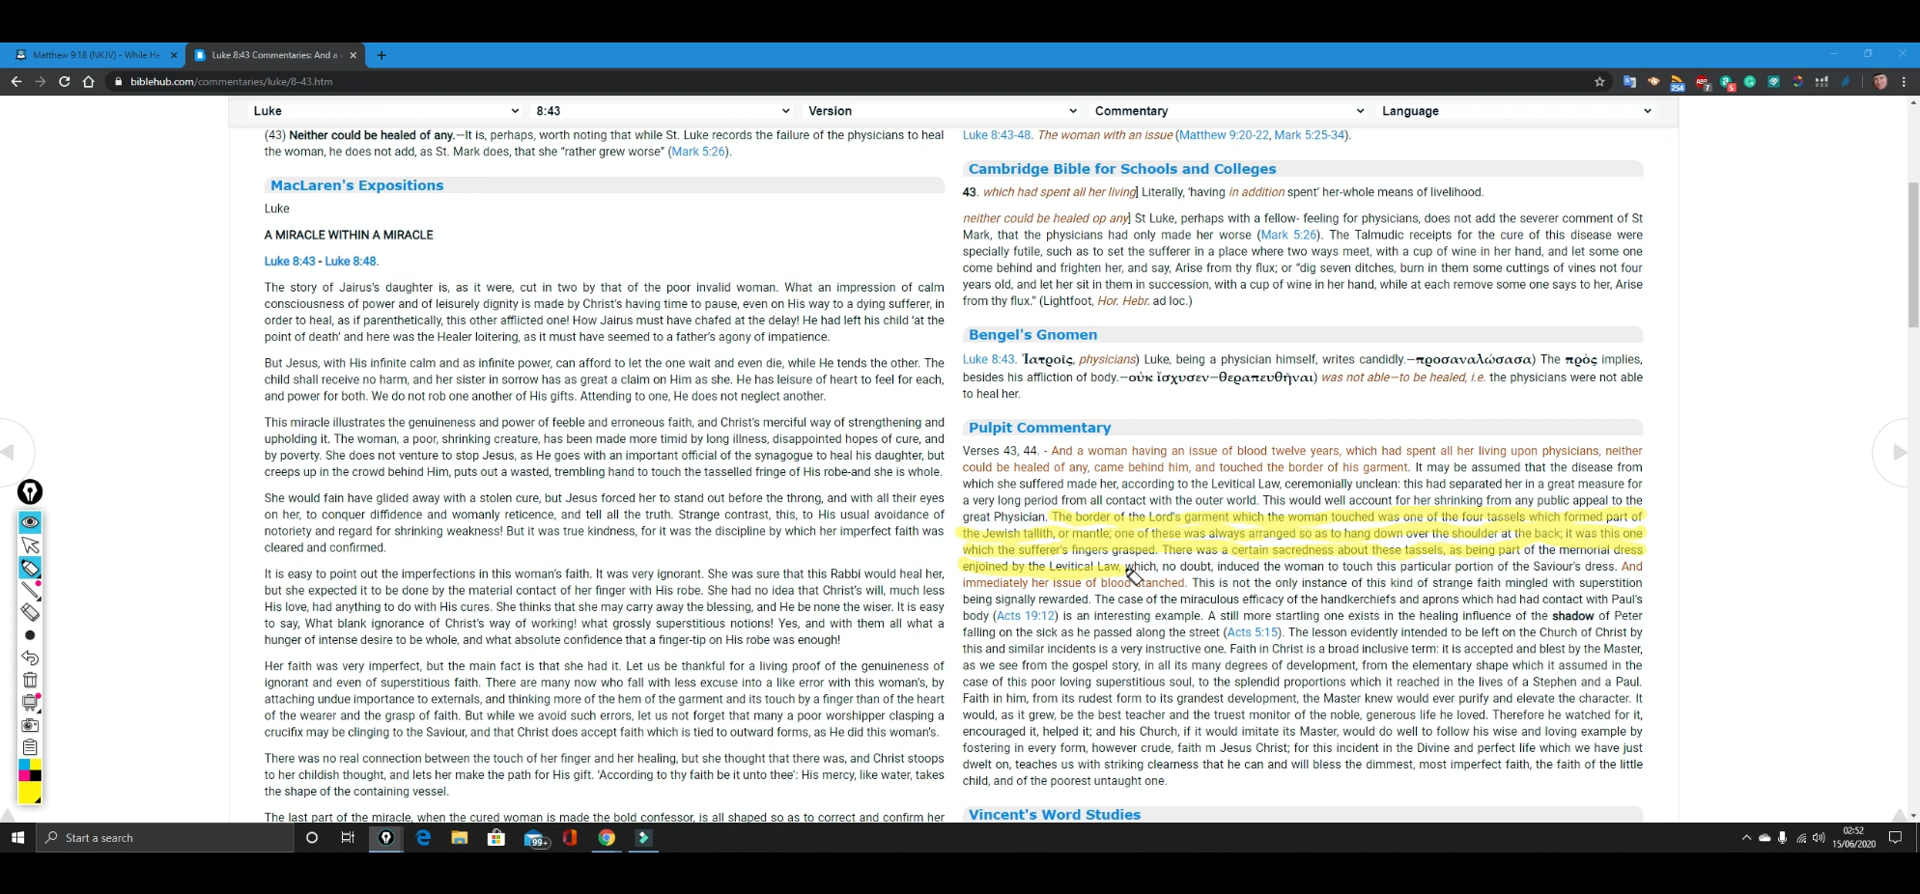 Matthew 9:18 (NKJV) - While He
Luke 8:43 Commentaries: And a
biblehub.com/commentaries/luke/8-43.htm
Luke
8:43
Version
Commentary
Language
(43) Neither could be healed of any.—It is, perhaps, worth noting that while St. Luke records the failure of the physicians to heal
the woman, he does not add, as St. Mark does, that she “rather grew worse” (Mark 5:26).
MacLaren's Expositions
Luke
A MIRACLE WITHIN A MIRACLE
Luke 8:43 - Luke 8:48.
The story of Jairus’s daughter is, as it were, cut in two by that of the poor invalid woman. What an impression of calm
consciousness of power and of leisurely dignity is made by Christ’s having time to pause, even on His way to a dying sufferer, in
order to heal, as if parenthetically, this other afflicted one! How Jairus must have chafed at the delay! He had left his child ‘at the
point of death’ and here was the Healer loitering, as it must have seemed to a father’s agony of impatience.
But Jesus, with His infinite calm and as infinite power, can afford to let the one wait and even die, while He tends the other. The
child shall receive no harm, and her sister in sorrow has as great a claim on Him as she. He has leisure of heart to feel for each,
and power for both. We do not rob one another of His gifts. Attending to one, He does not neglect another.
This miracle illustrates the genuineness and power of feeble and erroneous faith, and Christ’s merciful way of strengthening and
upholding it. The woman, a poor, shrinking creature, has been made more timid by long illness, disappointed hopes of cure, and
by poverty. She does not venture to stop Jesus, as He goes with an important official of the synagogue to heal his daughter, but
creeps up in the crowd behind Him, puts out a wasted, trembling hand to touch the tasselled fringe of His robe-and she is whole.
She would fain have glided away with a stolen cure, but Jesus forced her to stand out before the throng, and with all their eyes
on her, to conquer diffidence and womanly reticence, and tell all the truth. Strange contrast, this, to His usual avoidance of
notoriety and regard for shrinking weakness! But it was true kindness, for it was the discipline by which her imperfect faith was
cleared and confirmed.
It is easy to point out the imperfections in this woman’s faith. It was very ignorant. She was sure that this Rabbi would heal her,
but she expected it to be done by the material contact of her finger with His robe. She had no idea that Christ’s will, much less
His love, had anything to do with His cures. She thinks that she may carry away the blessing, and He be none the wiser. It is easy
to say, What blank ignorance of Christ’s way of working! what grossly superstitious notions! Yes, and with them all what a
hunger of intense desire to be whole, and what absolute confidence that a finger-tip on His robe was enough!
Her faith was very imperfect, but the main fact is that she had it. Let us be thankful for a living proof of the genuineness of
ignorant and even of superstitious faith. There are many now who fall with less excuse into a like error with this woman’s, by
attaching undue importance to externals, and thinking more of the hem of the garment and its touch by a finger than of the heart
of the wearer and the grasp of faith. But while we avoid such errors, let us not forget that many a poor worshipper clasping a
crucifix may be clinging to the Saviour, and that Christ does accept faith which is tied to outward forms, as He did this woman’s.
There was no real connection between the touch of her finger and her healing, but she thought that there was, and Christ stoops
to her childish thought, and lets her make the path for His gift. ‘According to thy faith be it unto thee’: His mercy, like water, takes
the shape of the containing vessel.
The last part of the miracle, when the cured woman is made the bold confessor, is all shaped so as to correct and confirm her
Luke 8:43-48. The woman with an issue (Matthew 9:20-22, Mark 5:25-34).
Cambridge Bible for Schools and Colleges
43. which had spent all her living] Literally, ‘having in addition spent’ her-whole means of livelihood.
neither could be healed op any] St Luke, perhaps with a fellow- feeling for physicians, does not add the severer comment of St
Mark, that the physicians had only made her worse (Mark 5:26). The Talmudic receipts for the cure of this disease were
specially futile, such as to set the sufferer in a place where two ways meet, with a cup of wine in her hand, and let some one
come behind and frighten her, and say, Arise from thy flux; or “dig seven ditches, burn in them some cuttings of vines not four
years old, and let her sit in them in succession, with a cup of wine in her hand, while at each remove some one says to her, Arise
from thy flux.” (Lightfoot, Hor. Hebr. ad loc.)
Bengel's Gnomen
Luke 8:43. Ἰατροῖς, physicians) Luke, being a physician himself, writes candidly.—προσαναλώσασα) The πρὸς implies,
besides his affliction of body.—οὐκ ἴσχυσεν—θεραπευθῆναι) was not able—to be healed, i.e. the physicians were not able
to heal her.
Pulpit Commentary
Verses 43, 44. - And a woman having an issue of blood twelve years, which had spent all her living upon physicians, neither
could be healed of any, came behind him, and touched the border of his garment. It may be assumed that the disease from
which she suffered made her, according to the Levitical Law, ceremonially unclean: this had separated her in a great measure for
a very long period from all contact with the outer world. This would well account for her shrinking from any public appeal to the
great Physician. The border of the Lord's garment which the woman touched was one of the four tassels which formed part of
the Jewish tallith, or mantle; one of these was always arranged so as to hang down over the shoulder at the back; it was this one
which the sufferer's fingers grasped. There was a certain sacredness about these tassels, as being part of the memorial dress
enjoined by the Levitical Law, which, no doubt, induced the woman to touch this particular portion of the Saviour's dress. And
immediately her issue of blood stanched. This is not the only instance of this kind of strange faith mingled with superstition
being signally rewarded. The case of the miraculous efficacy of the handkerchiefs and aprons which had had contact with Paul's
body (Acts 19:12) is an interesting example. A still more startling one exists in the healing influence of the shadow of Peter
falling on the sick as he passed along the street (Acts 5:15). The lesson evidently intended to be left on the Church of Christ by
this and similar incidents is a very instructive one. Faith in Christ is a broad inclusive term: it is accepted and blest by the Master,
as we see from the gospel story, in all its many degrees of development, from the elementary shape which it assumed in the
case of this poor loving superstitious soul, to the splendid proportions which it reached in the lives of a Stephen and a Paul.
Faith in him, from its rudest form to its grandest development, the Master knew would ever purify and elevate the character. It
would, as it grew, be the best teacher and the truest monitor of the noble, generous life he loved. Therefore he watched for it,
encouraged it, helped it; and his Church, if it would imitate its Master, would do well to follow his wise and loving example by
fostering in every form, however crude, faith m Jesus Christ; for this incident in the Divine and perfect life which we have just
dwelt on, teaches us with striking clearness that he can and will bless the dimmest, most imperfect faith, the faith of the little
child, and of the poorest untaught one.
Vincent's Word Studies
Start a search
99+
02:52
15/06/2020